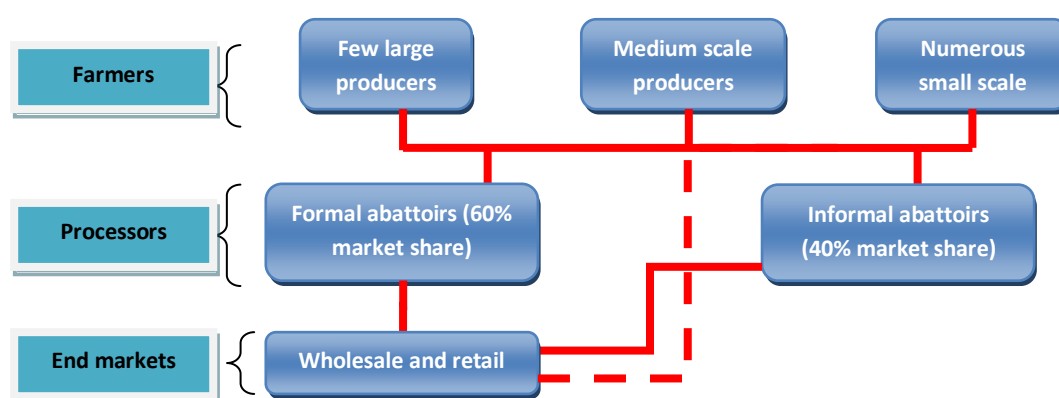 Farmers
Few large
producers
Medium scale
producers
Numerous
small scale
Processors
Formal abattoirs (60%
market share)
Informal abattoirs
(40% market share)
End markets
Wholesale and retail